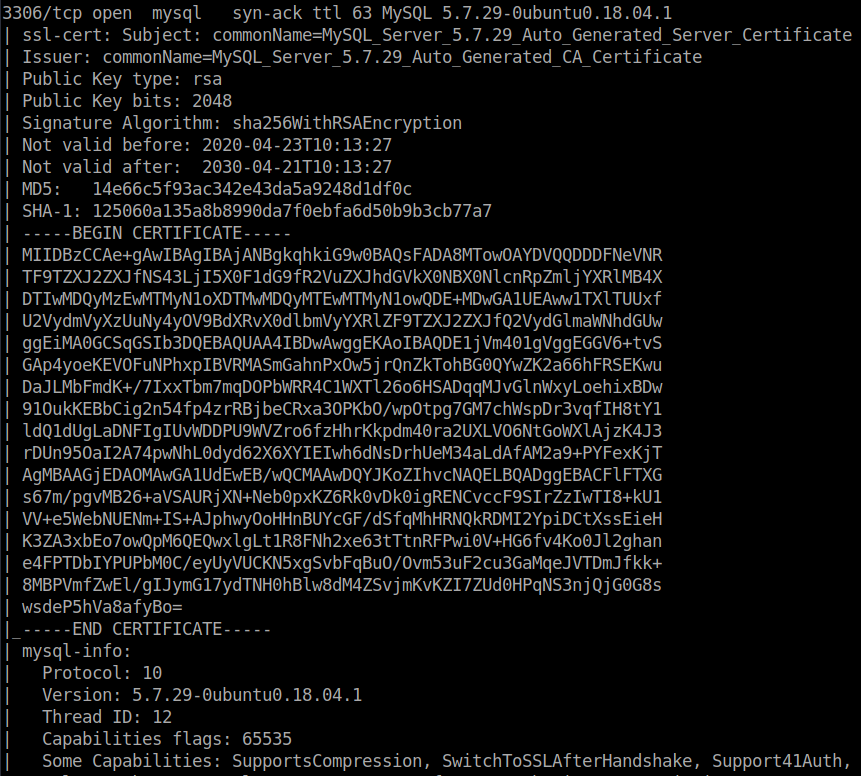 3306/tcp open  mysql   syn-ack ttl 63 MySQL 5.7.29-0ubuntu0.18.04.1
| ssl-cert: Subject: commonName=MySQL_Server_5.7.29_Auto_Generated_Server_Certificate
| Issuer: commonName=MySQL_Server_5.7.29_Auto_Generated_CA_Certificate
| Public Key type: rsa
| Public Key bits: 2048
| Signature Algorithm: sha256WithRSAEncryption
| Not valid before: 2020-04-23T10:13:27
| Not valid after:  2030-04-21T10:13:27
| MD5:   14e66c5f93ac342e43da5a9248d1df0c
| SHA-1: 125060a135a8b8990da7f0ebfa6d50b9b3cb77a7
| -----BEGIN CERTIFICATE-----
| MIIDBzCCAe+gAwIBAgIBAjANBgkqhkiG9w0BAQsFADA8MTowOAYDVQQDDDFNeVNR
| TF9TZXJ2ZXJfNS43LjI5X0F1dG9fR2VuZXJhdGVkX0NBX0NlcnRpZmljYXRlMB4X
| DTIwMDQyMzEwMTMyN1oXDTMwMDQyMTEwMTMyN1owQDE+MDwGA1UEAww1TXlTUUxf
| U2VydmVyXzUuNy4yOV9BdXRvX0dlbmVyYXRlZF9TZXJ2ZXJfQ2VydGlmaWNhdGUw
| ggEiMA0GCSqGSIb3DQEBAQUAA4IBDwAwggEKAoIBAQDE1jVm401gVggEGGV6+tvS
| GAp4yoeKEVOFuNPhxpIBVRMASmGahnPxOw5jrQnZkTohBG0QYwZK2a66hFRSEKwu
| DaJLMbFmdK+/7IxxTbm7mqDOPbWRR4C1WXTl26o6HSADqqMJvGlnWxyLoehixBDw
| 91OukKEBbCig2n54fp4zrRBjbeCRxa3OPKbO/wpOtpg7GM7chWspDr3vqfIH8tY1
| ldQ1dUgLaDNFIgIUvWDDPU9WVZro6fzHhrKkpdm40ra2UXLVO6NtGoWXlAjzK4J3
| rDUn95OaI2A74pwNhL0dyd62X6XYIEIwh6dNsDrhUeM34aLdAfAM2a9+PYFexKjT
| AgMBAAGjEDAOMAwGA1UdEwEB/wQCMAAwDQYJKoZIhvcNAQELBQADggEBACFlFTXG
| s67m/pgvMB26+aVSAURjXN+Neb0pxKZ6Rk0vDk0igRENCvccF9SIrZzIwTI8+kU1
| VV+e5WebNUENm+IS+AJphwyOoHHnBUYcGF/dSfqMhHRNQkRDMI2YpiDCtXssEieH
| K3ZA3xbEo7owQpM6QEQwxlgLt1R8FNh2xe63tTtnRFPwi0V+HG6fv4Ko0Jl2ghan
| e4FPTDbIYPUPbM0C/eyUyVUCKN5xgSvbFqBuO/Ovm53uF2cu3GaMqeJVTDmJfkk+
| 8MBPVmfZwEl/gIJymG17ydTNH0hBlw8dM4ZSvjmKvKZI7ZUd0HPqNS3njQjG0G8s
| wsdeP5hVa8afyBo=
|_-----END CERTIFICATE-----
| mysql-info:
|   Protocol: 10
|   Version: 5.7.29-0ubuntu0.18.04.1
|   Thread ID: 12
|   Capabilities flags: 65535
|   Some Capabilities: SupportsCompression, SwitchToSSLAfterHandshake, Support41Auth,